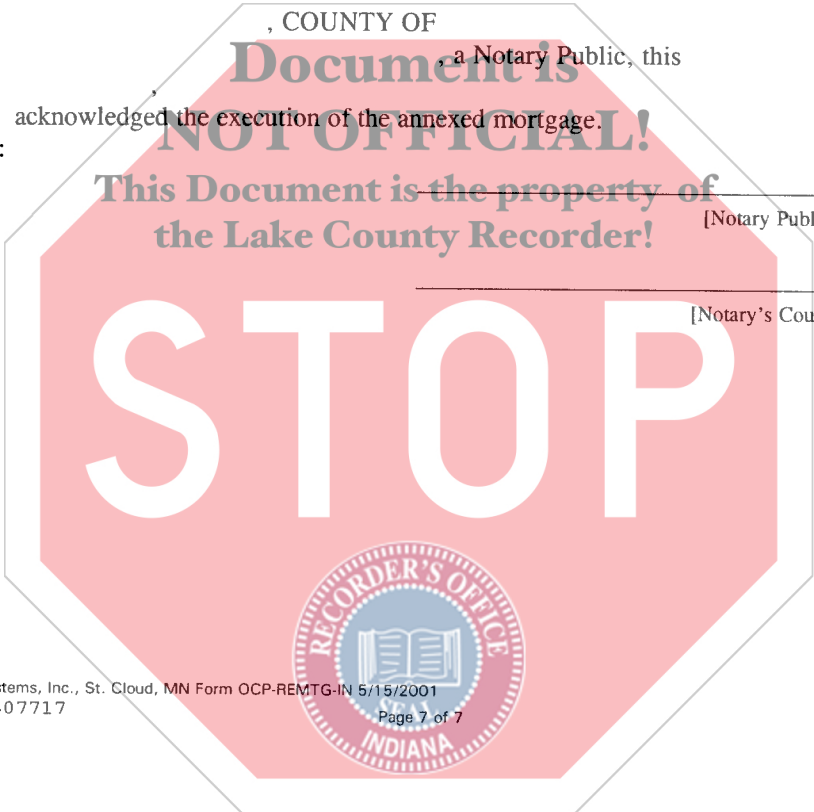 , COUNTY OF
Document is
, a Notary Public, this
,
acknowledged the execution of the annexed mortgage.
NOT OFFICIAL!
:
This Document is the property of
the Lake County Recorder!
[Notary Publ
[Notary's Cou
STOP
RECORDER'S OFFICE
stems, Inc., St. Cloud, MN Form OCP-REMTG-IN 5/15/2001
07717
SEAL
Page 7 of 7
INDIANA